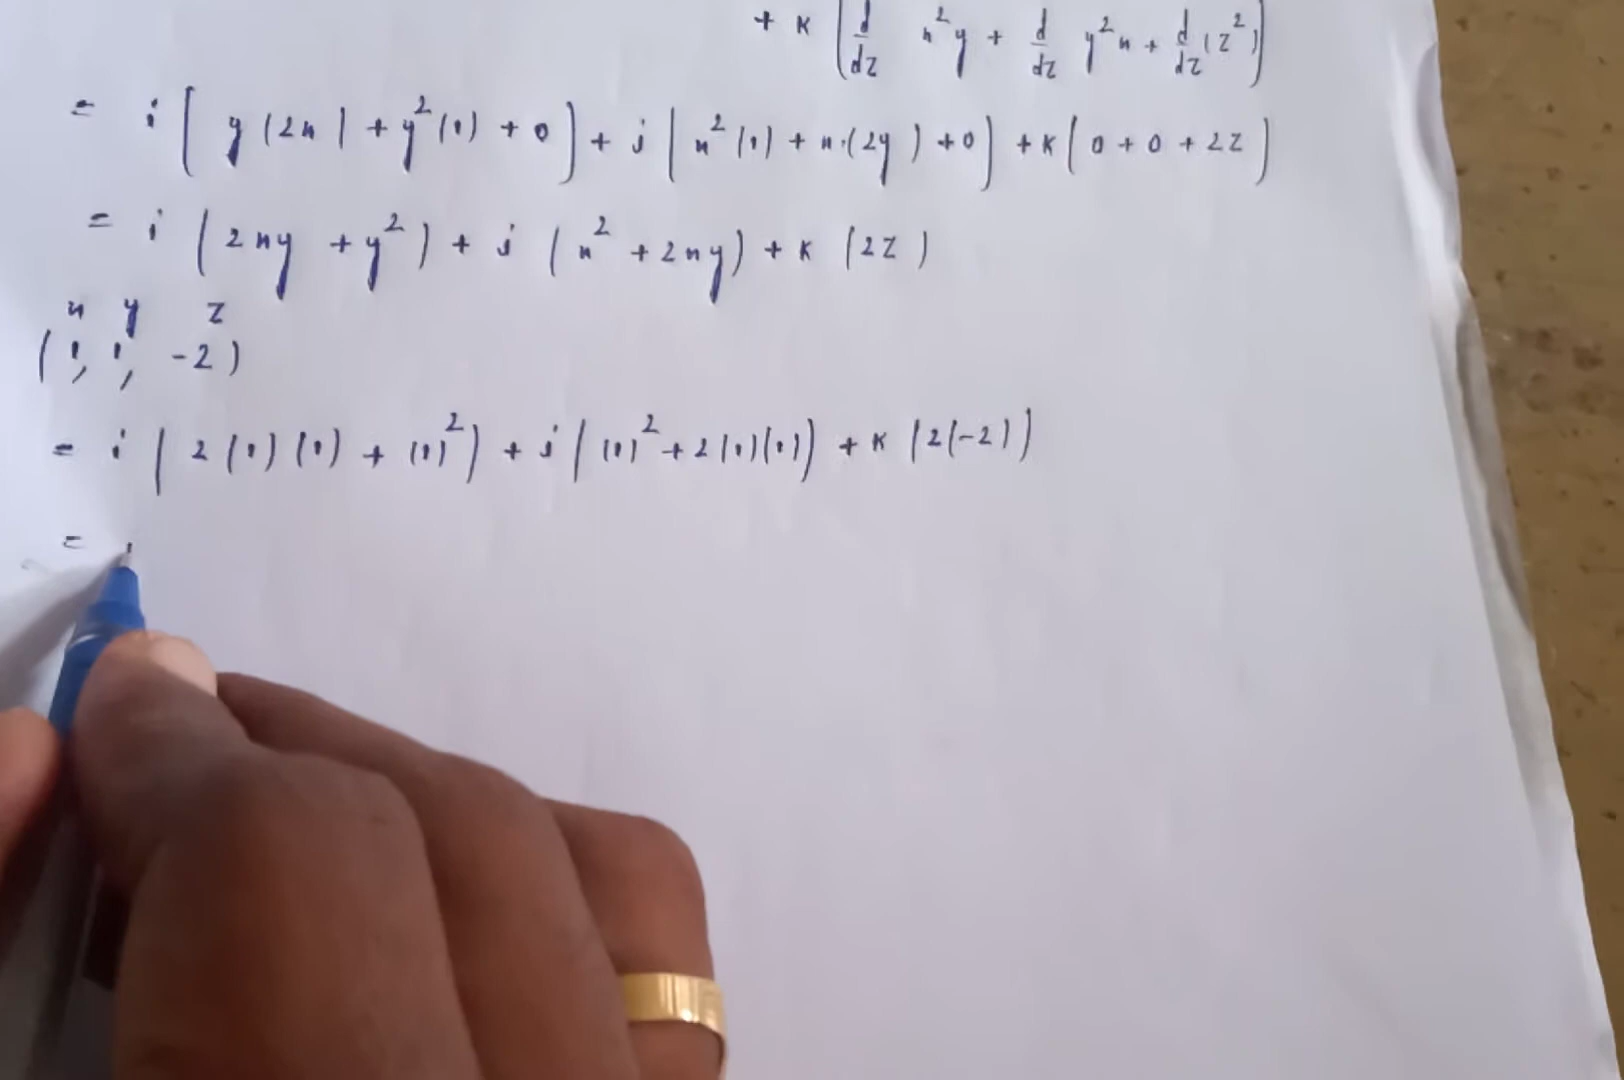 + k [ d/dz x²y + d/dz y²x + d/dz (z²) ]
= i [ y(2x) + y²(1) + 0 ] + j [ x²(1) + x·(2y) + 0 ] + k [ 0 + 0 + 2z ]
= i (2xy + y²) + j (x² + 2xy) + k (2z)
x y z
(1, 1, -2)
= i (2(1)(1) + (1)²) + j ((1)² + 2(1)(1)) + k (2(-2))
=